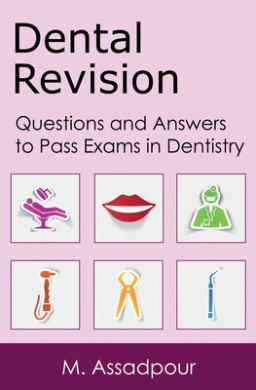 Dental
Revision
Questions and Answers
to Pass Exams in Dentistry
M. Assadpour